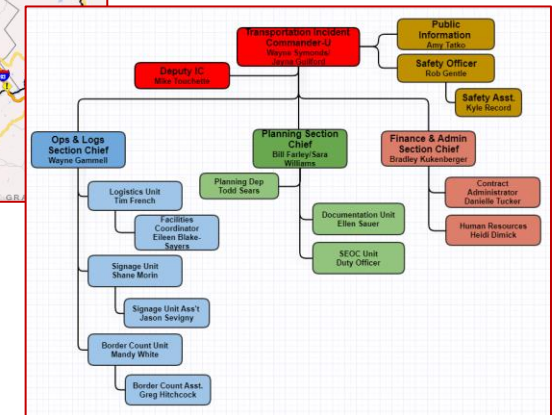 Transportation Incident
Commander-U
Wayne Symonds/
Jayna Guilford
Public
Information
Amy Tatko
Safety Officer
Rob Gentle
Safety Asst.
Kyle Record
Deputy IC
Mike Touchette
Ops & Logs
Section Chief
Wayne Gammell
Planning Section
Chief
Bill Farley/Sara
Williams
Finance & Admin
Section Chief
Bradley Kukenberger
Logistics Unit
Tim French
Facilities
Coordinator
Eileen Blake-
Sayers
Signage Unit
Shane Morin
Signage Unit Ass't
Jason Sevigny
Border Count Unit
Mandy White
Border Count Asst.
Greg Hitchcock
Planning Dep
Todd Sears
Documentation Unit
Ellen Sauer
SEOC Unit
Duty Officer
Contract
Administrator
Danielle Tucker
Human Resources
Heidi Dimick